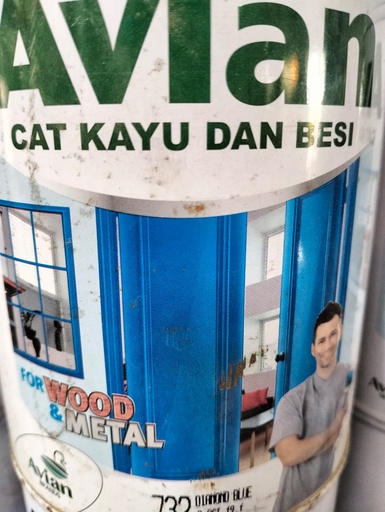 Avian
CAT KAYU DAN BESI
FOR WOOD
& METAL
Avian
732 DIAMOND BLUE